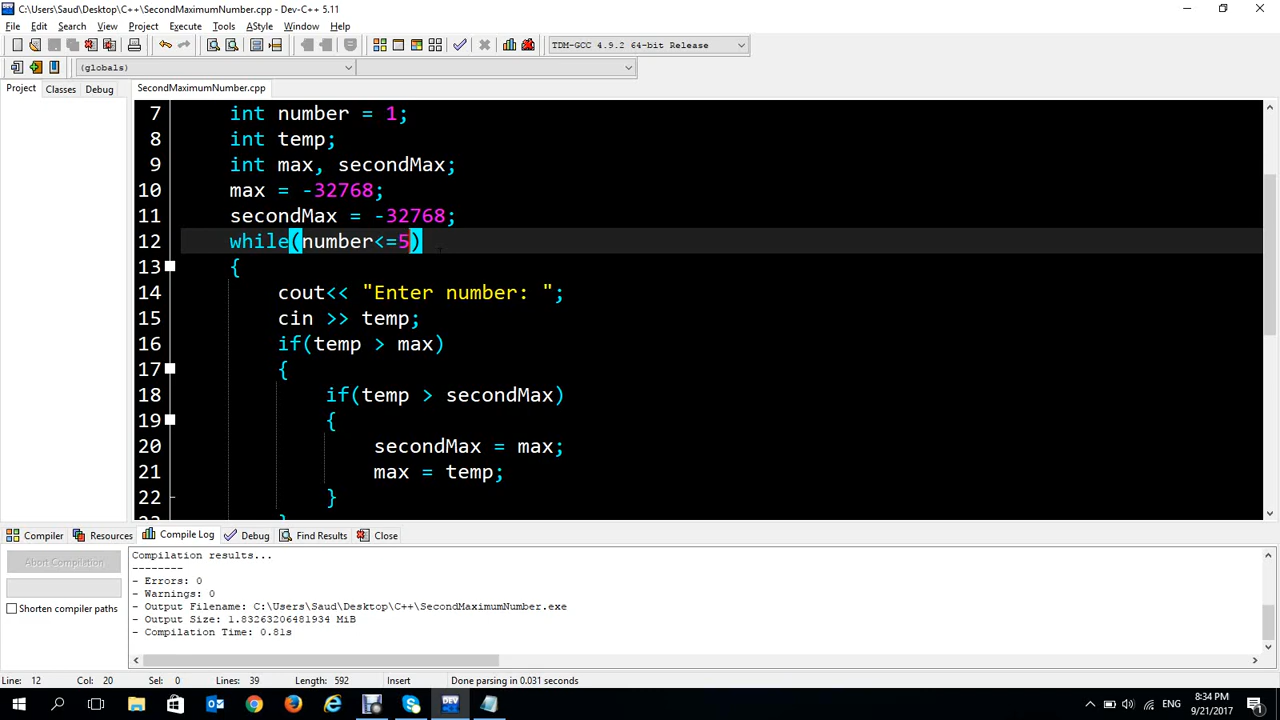 C:\Users\Saud\Desktop\C++\SecondMaximumNumber.cpp - Dev-C++ 5.11
File Edit Search View Project Execute Tools AStyle Window Help
TDM-GCC 4.9.2 64-bit Release
(globals)
Project Classes Debug
SecondMaximumNumber.cpp
7 int number = 1;
8 int temp;
9 int max, secondMax;
10 max = -32768;
11 secondMax = -32768;
12 while(number<=5)
13 {
14 cout<< "Enter number: ";
15 cin >> temp;
16 if(temp > max)
17 {
18 if(temp > secondMax)
19 {
20 secondMax = max;
21 max = temp;
22 }
Compiler Resources Compile Log Debug Find Results Close
Abort Compilation
Shorten compiler paths
Compilation results...
--------
- Errors: 0
- Warnings: 0
- Output Filename: C:\Users\Saud\Desktop\C++\SecondMaximumNumber.exe
- Output Size: 1.83263206481934 MiB
- Compilation Time: 0.81s
Line: 12 Col: 20 Sel: 0 Lines: 39 Length: 592 Insert Done parsing in 0.031 seconds
ENG
8:34 PM
9/21/2017